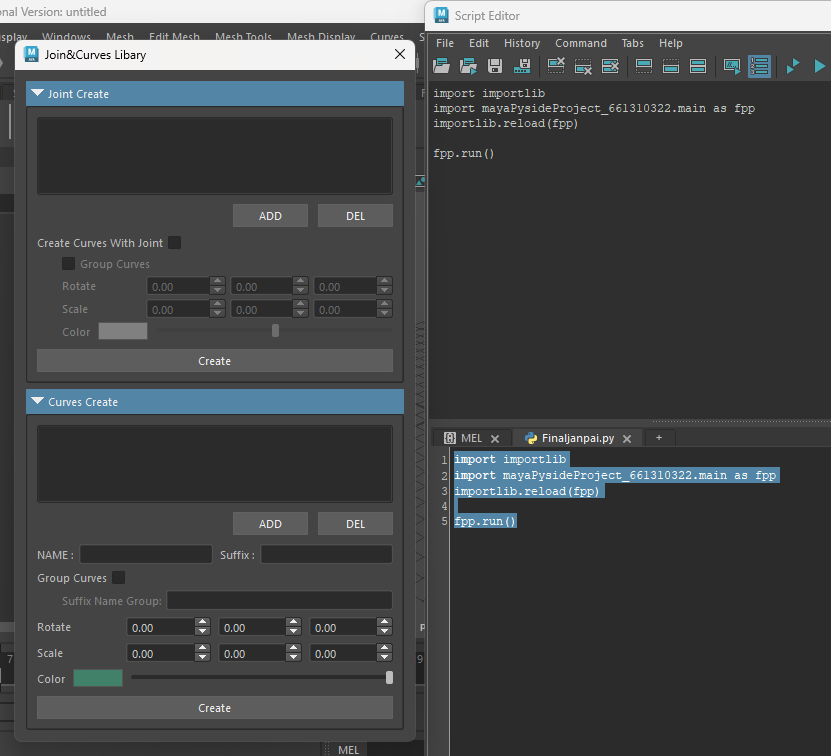 onal Version: untitled
Script Editor
isplay Windows Mesh Edit Mesh Mesh Tools Mesh Display Curves
Join&Curves Libary
File Edit History Command Tabs Help
Joint Create
import importlib
import mayaPysideProject_661310322.main as fpp
importlib.reload(fpp)
fpp.run()
ADD DEL
Create Curves With Joint
Group Curves
Rotate 0.00 0.00 0.00
Scale 0.00 0.00 0.00
Color
Create
Curves Create
MEL Finaljanpai.py +
1 import importlib
2 import mayaPysideProject_661310322.main as fpp
3 importlib.reload(fpp)
4
5 fpp.run()
ADD DEL
NAME : Suffix :
Group Curves
Suffix Name Group:
Rotate 0.00 0.00 0.00
Scale 0.00 0.00 0.00
Color
Create
MEL